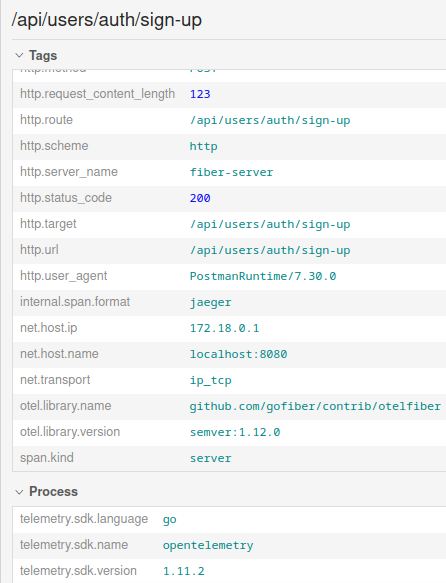 /api/users/auth/sign-up
Tags
http.request_content_length 123
http.route /api/users/auth/sign-up
http.scheme http
http.server_name fiber-server
http.status_code 200
http.target /api/users/auth/sign-up
http.url /api/users/auth/sign-up
http.user_agent PostmanRuntime/7.30.0
internal.span.format jaeger
net.host.ip 172.18.0.1
net.host.name localhost:8080
net.transport ip_tcp
otel.library.name github.com/gofiber/contrib/otelfiber
otel.library.version semver:1.12.0
span.kind server
Process
telemetry.sdk.language go
telemetry.sdk.name opentelemetry
telemetry.sdk.version 1.11.2